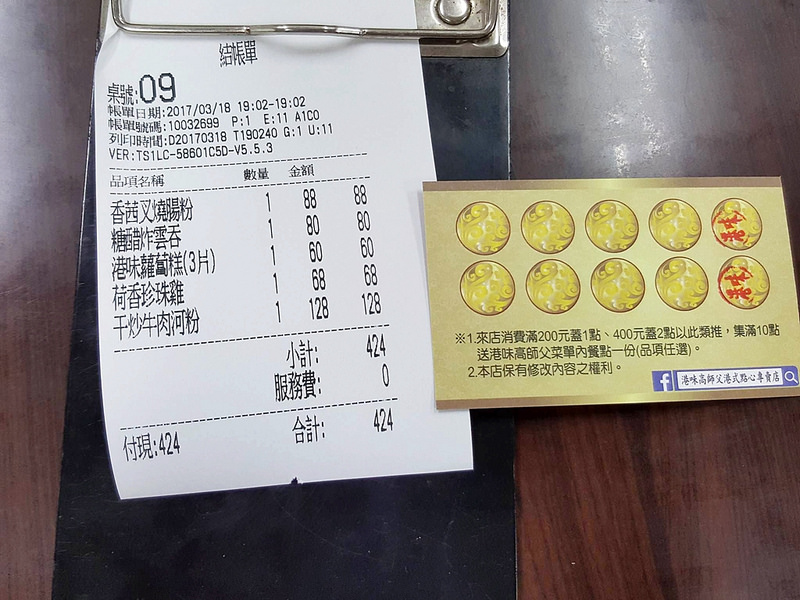 結帳單
桌號:09
帳單日期:2017/03/18 19:02-19:02
帳單號碼:10032699 P:1 E:11 A1C0
列印時間:D20170318 T190240 G:1 U:11
VER:TS1LC-58601C5D-V5.5.3
品項名稱 數量 金額
香茜叉燒腸粉 1 88 88
糖醋炸雲吞 1 80 80
港味蘿蔔糕(3片) 1 60 60
荷香珍珠雞 1 68 68
干炒牛肉河粉 1 128 128
小計: 424
服務費: 0
付現:424 合計: 424
港味
港味
※1.來店消費滿200元蓋1點、400元蓋2點以此類推，集滿10點
送港味高師父菜單內餐點一份(品項任選)。
2.本店保有修改內容之權利。
f 港味高師父港式點心專賣店